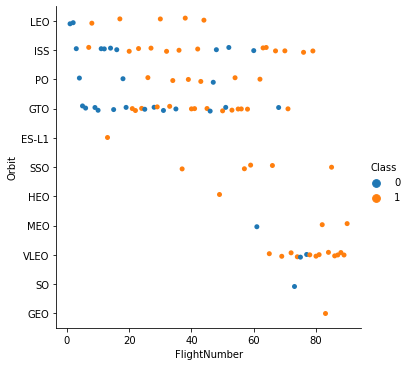 LEO
ISS
PO
GTO
ES-L1
SSO
HEO
MEO
VLEO
SO
GEO
Orbit
0
20
40
60
80
FlightNumber
Class
0
1